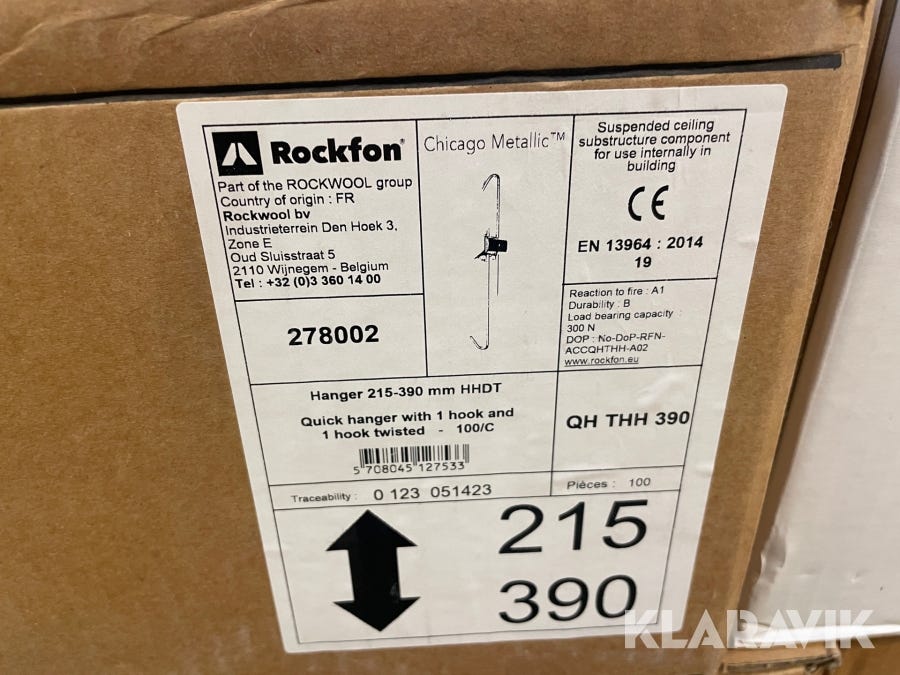 Rockfon®
Part of the ROCKWOOL group
Country of origin : FR
Rockwool bv
Industrieterrein Den Hoek 3,
Zone E
Oud Sluisstraat 5
2110 Wijnegem - Belgium
Tel : +32 (0)3 360 14 00
278002
Chicago Metallic™
Suspended ceiling
substructure component
for use internally in
building
CE
EN 13964 : 2014
19
Reaction to fire : A1
Durability : B
Load bearing capacity :
300 N
DOP : No-DoP-RFN-
ACCQHTHH-A02
www.rockfon.eu
Hanger 215-390 mm HHDT
Quick hanger with 1 hook and
1 hook twisted - 100/C
5 708045 127533
QH THH 390
Traceability : 0 123 051423
Pièces : 100
215
390
KLARAVIK